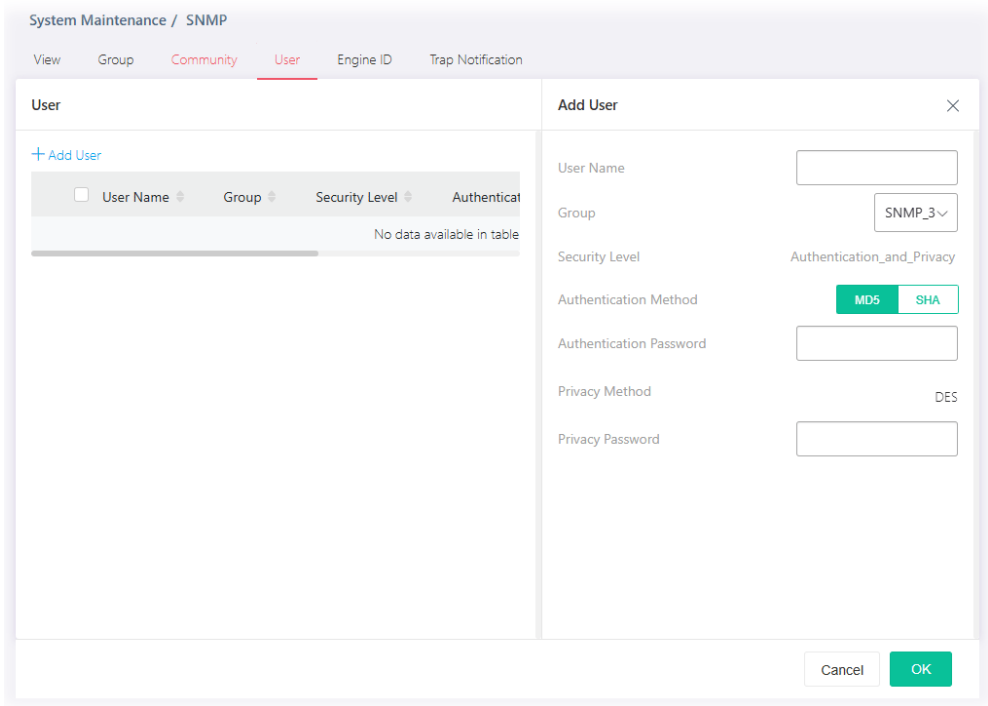 System Maintenance / SNMP
View Group Community User Engine ID Trap Notification
User
+ Add User
User Name Group Security Level Authenticat
No data available in table
Add User
User Name
Group SNMP_3
Security Level Authentication_and_Privacy
Authentication Method MD5 SHA
Authentication Password
Privacy Method DES
Privacy Password
Cancel OK